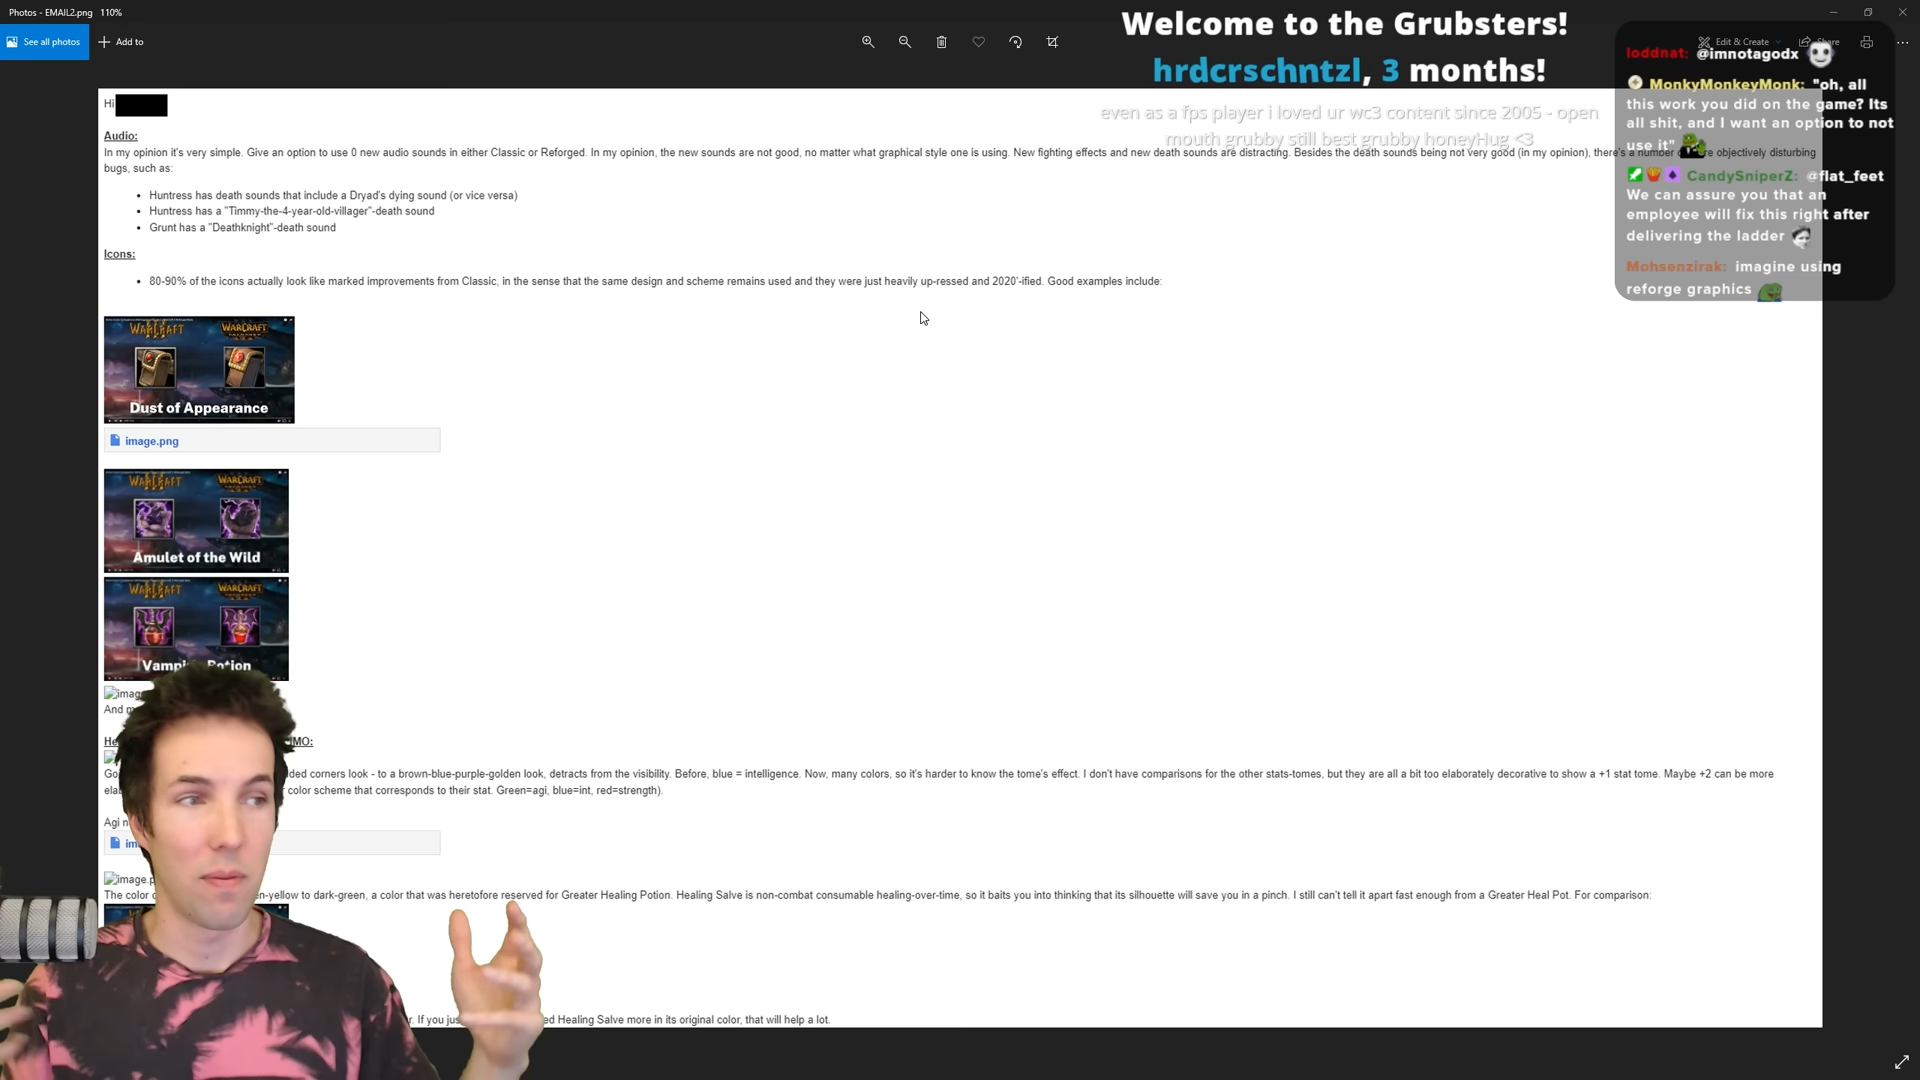 Photos - EMAIL2.png 110%
See all photos
Add to
Edit & Create
Share
Welcome to the Grubsters!
hrdcrschntzl, 3 months!
even as a fps player i loved ur wc3 content since 2005 - open
mouth grubby still best grubby honeyHug <3
loddnat: @imnotagodx
MonkyMonkeyMonk: "oh, all
this work you did on the game? Its
all shit, and I want an option to not
use it"
CandySniperZ: @flat_feet
We can assure you that an
employee will fix this right after
delivering the ladder
Mohsenzirak: imagine using
reforge graphics
Hi
Audio:
In my opinion it's very simple. Give an option to use 0 new audio sounds in either Classic or Reforged. In my opinion, the new sounds are not good, no matter what graphical style one is using. New fighting effects and new death sounds are distracting. Besides the death sounds being not very good (in my opinion), there's a number objectively disturbing
bugs, such as:
• Huntress has death sounds that include a Dryad's dying sound (or vice versa)
• Huntress has a "Timmy-the-4-year-old-villager"-death sound
• Grunt has a "Deathknight"-death sound
Icons:
• 80-90% of the icons actually look like marked improvements from Classic, in the sense that the same design and scheme remains used and they were just heavily up-ressed and 2020'-ified. Good examples include:
WARCRAFT WARCRAFT
Dust of Appearance
image.png
WARCRAFT WARCRAFT
Amulet of the Wild
WARCRAFT WARCRAFT
IMO:
corners look - to a brown-blue-purple-golden look, detracts from the visibility. Before, blue = intelligence. Now, many colors, so it's harder to know the tome's effect. I don't have comparisons for the other stats-tomes, but they are all a bit too elaborately decorative to show a +1 stat tome. Maybe +2 can be more
color scheme that corresponds to their stat. Green=agi, blue=int, red=strength).
Agi
The color to dark-green, a color that was heretofore reserved for Greater Healing Potion. Healing Salve is non-combat consumable healing-over-time, so it baits you into thinking that its silhouette will save you in a pinch. I still can't tell it apart fast enough from a Greater Heal Pot. For comparison:
If you Healing Salve more in its original color, that will help a lot.